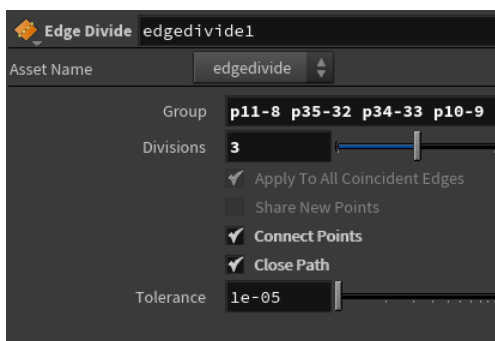 Edge Divide edgedivide1
Asset Name edgedivide
Group p11-8 p35-32 p34-33 p10-9
Divisions 3
Apply To All Coincident Edges
Share New Points
Connect Points
Close Path
Tolerance 1e-05